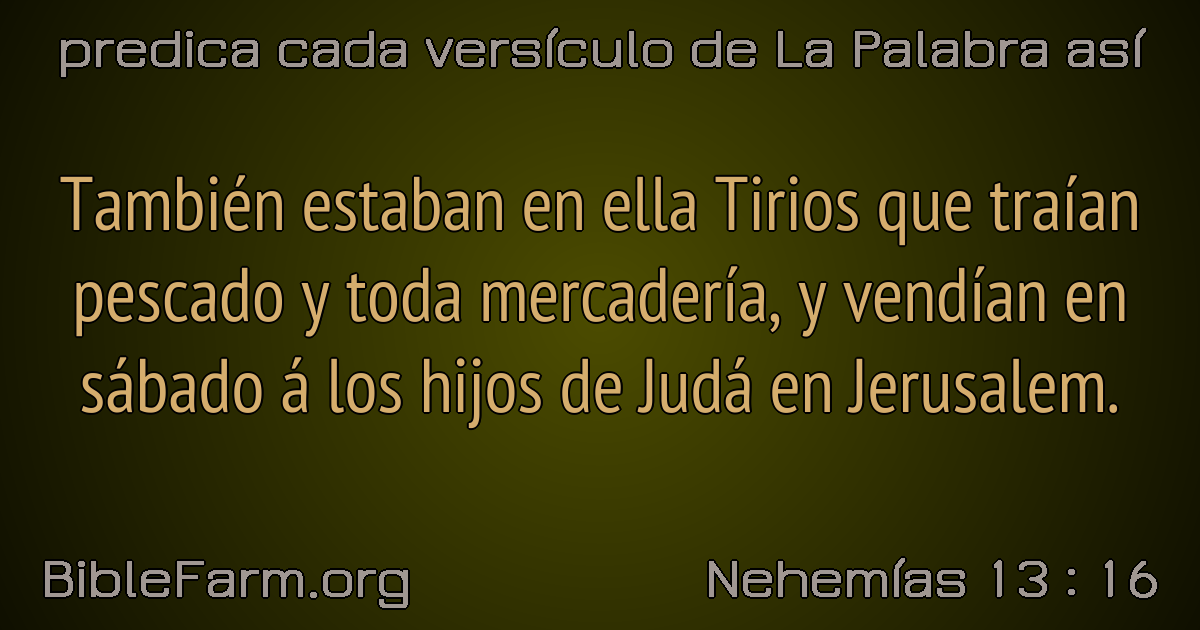 predica cada versículo de La Palabra así
También estaban en ella Tirios que traían
pescado y toda mercadería, y vendían en
sábado á los hijos de Judá en Jerusalem.
BibleFarm.org
Nehemías 13 : 16